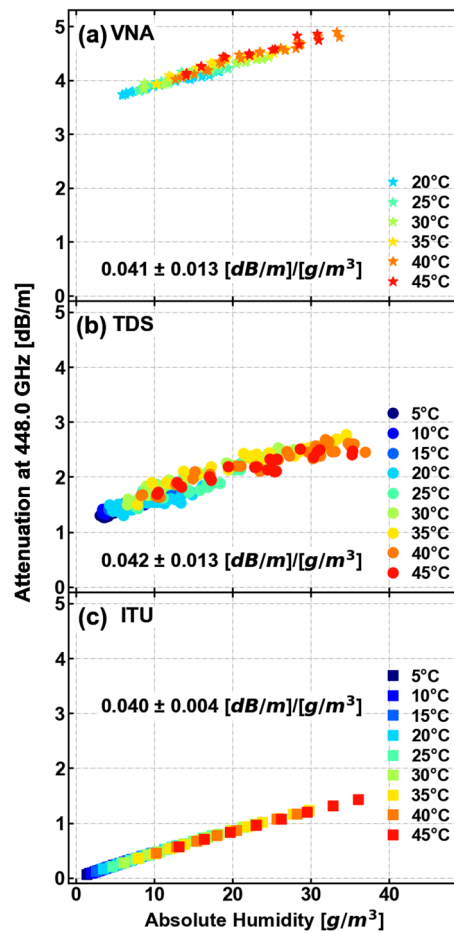 Attenuation at 448.0 GHz [dB/m]
(a) VNA
5
4
3
2
1
0
20°C
25°C
30°C
35°C
40°C
45°C
0.041 ± 0.013 [dB/m]/[g/m³]
(b) TDS
5
4
3
2
1
0
5°C
10°C
15°C
20°C
25°C
30°C
35°C
40°C
45°C
0.042 ± 0.013 [dB/m]/[g/m³]
(c) ITU
5
4
3
2
1
0
5°C
10°C
15°C
20°C
25°C
30°C
35°C
40°C
45°C
0.040 ± 0.004 [dB/m]/[g/m³]
0 10 20 30 40
Absolute Humidity [g/m³]